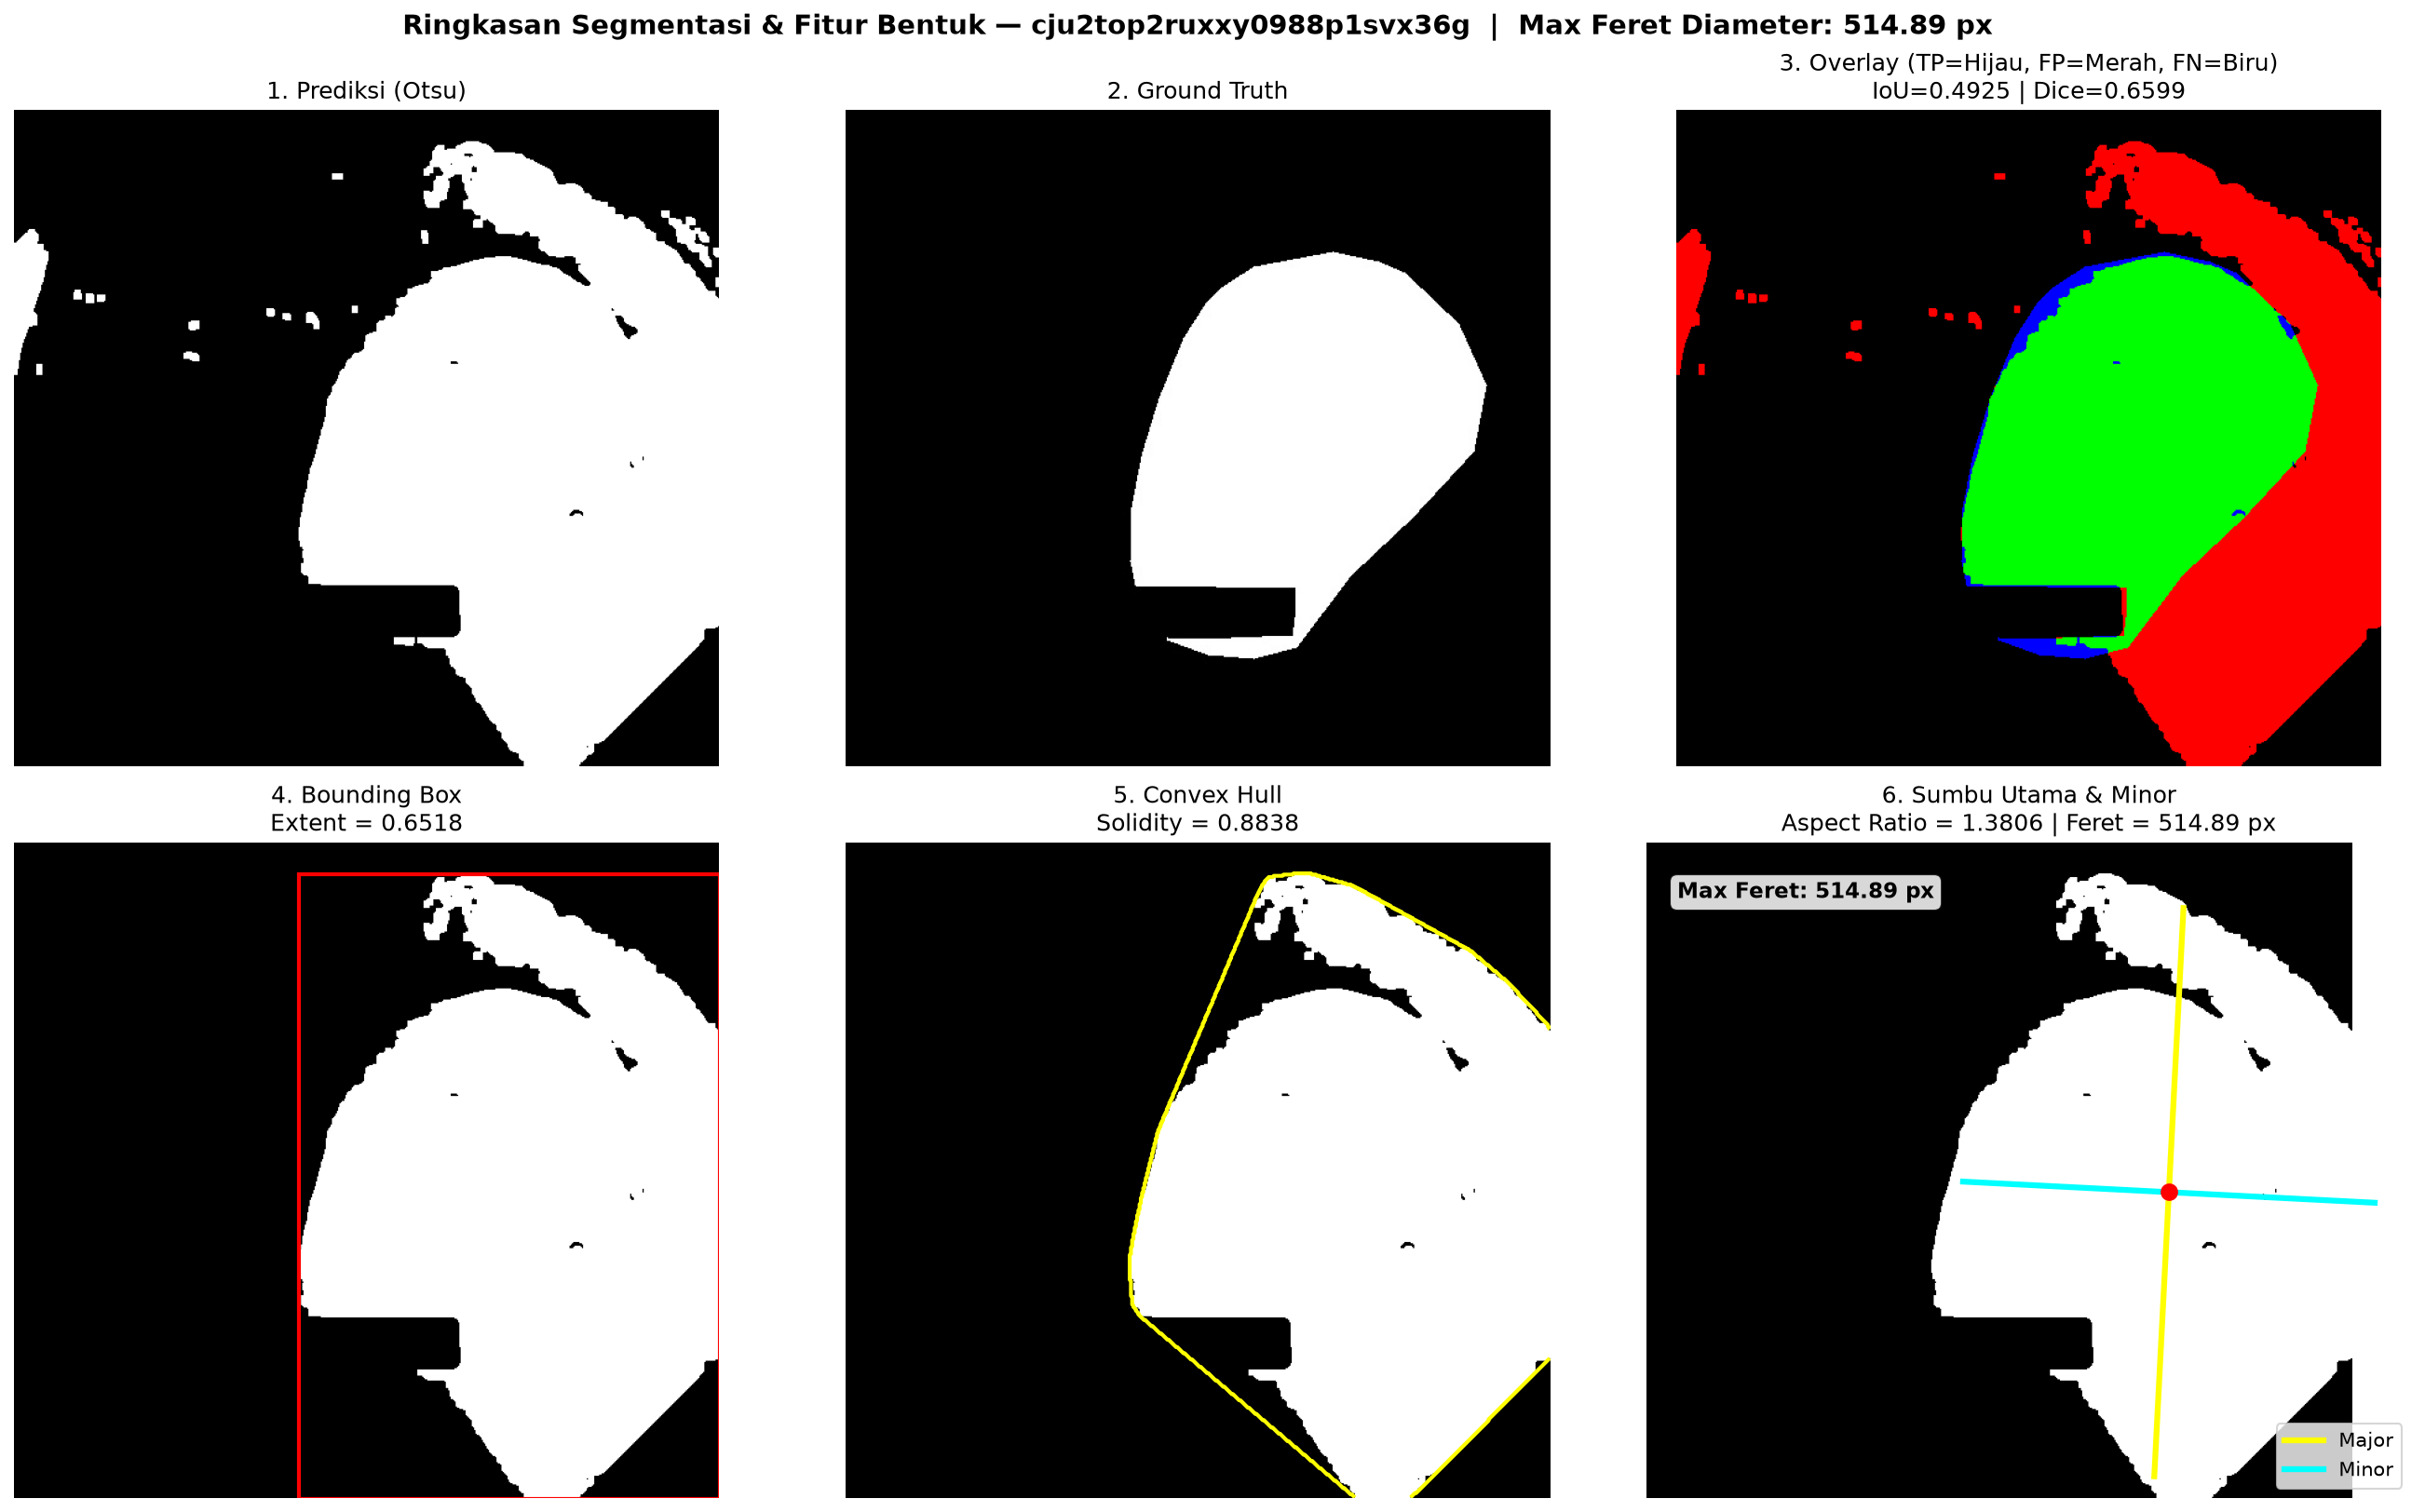 Ringkasan Segmentasi & Fitur Bentuk — cju2top2ruxxy0988p1svx36g | Max Feret Diameter: 514.89 px
1. Prediksi (Otsu)
2. Ground Truth
3. Overlay (TP=Hijau, FP=Merah, FN=Biru)
IoU=0.4925 | Dice=0.6599
4. Bounding Box
Extent = 0.6518
5. Convex Hull
Solidity = 0.8838
6. Sumbu Utama & Minor
Aspect Ratio = 1.3806 | Feret = 514.89 px
Max Feret: 514.89 px
Major
Minor